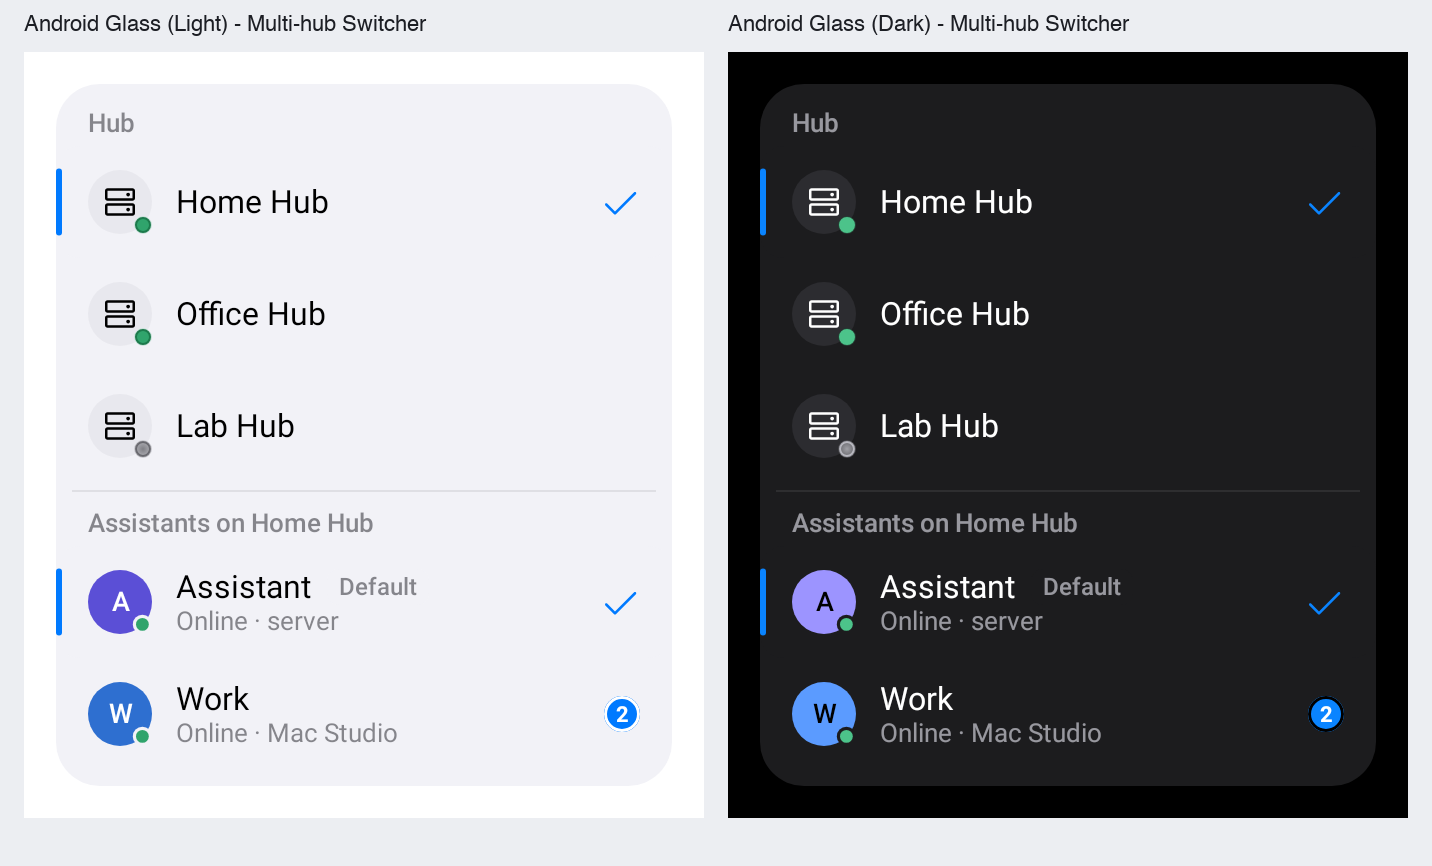 Android Glass (Light) - Multi-hub Switcher
Hub
Home Hub
Office Hub
Lab Hub
Assistants on Home Hub
A
Assistant Default
Online · server
W
Work
Online · Mac Studio
2
Android Glass (Dark) - Multi-hub Switcher
Hub
Home Hub
Office Hub
Lab Hub
Assistants on Home Hub
A
Assistant Default
Online · server
W
Work
Online · Mac Studio
2